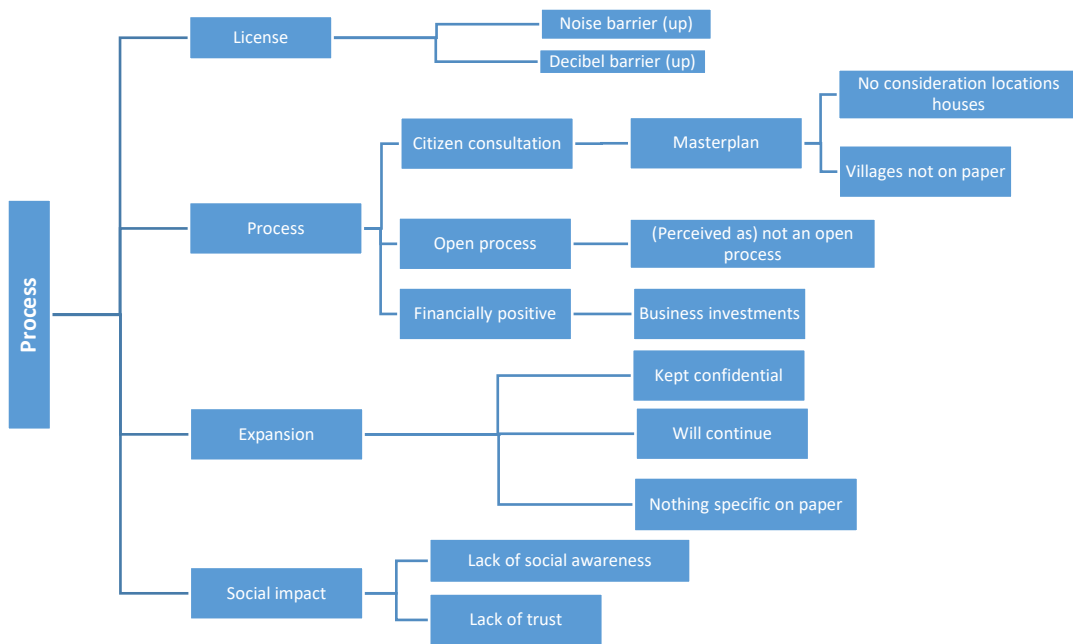 Process
License
Noise barrier (up)
Decibel barrier (up)
Process
Citizen consultation
Masterplan
No consideration locations
houses
Villages not on paper
Open process
(Perceived as) not an open
process
Financially positive
Business investments
Expansion
Kept confidential
Will continue
Nothing specific on paper
Social impact
Lack of social awareness
Lack of trust